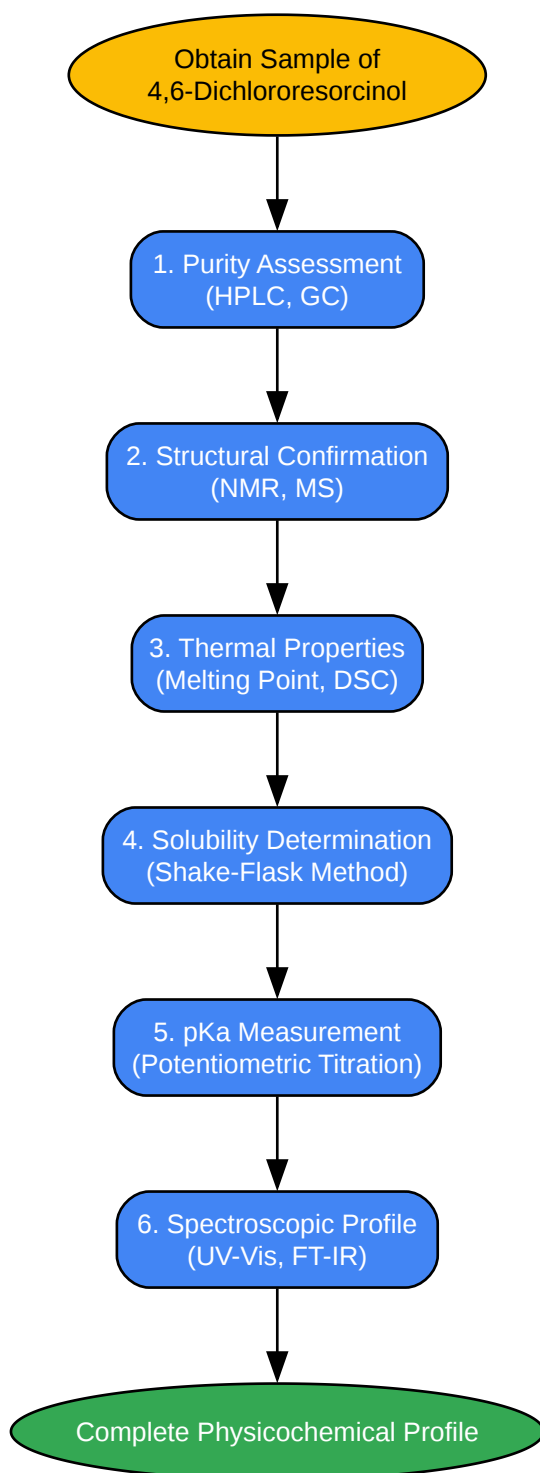 Obtain Sample of
4,6-Dichlororesorcinol
1. Purity Assessment
(HPLC, GC)
2. Structural Confirmation
(NMR, MS)
3. Thermal Properties
(Melting Point, DSC)
4. Solubility Determination
(Shake-Flask Method)
5. pKa Measurement
(Potentiometric Titration)
6. Spectroscopic Profile
(UV-Vis, FT-IR)
Complete Physicochemical Profile